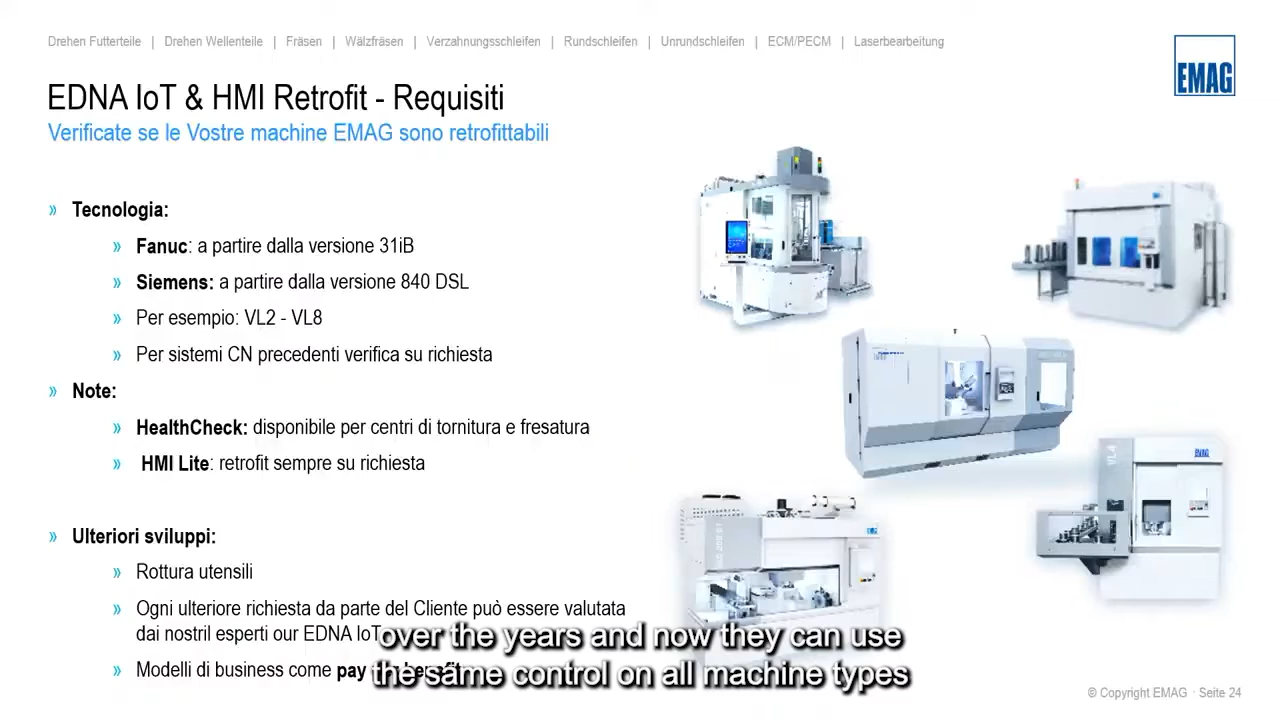 Drehen Futterteile | Drehen Wellenteile | Fräsen | Wälzfräsen | Verzahnungsschleifen | Rundschleifen | Unrundschleifen | ECM/PECM | Laserbearbeitung
EMAG
EDNA IoT & HMI Retrofit - Requisiti
Verificate se le Vostre machine EMAG sono retrofittabili
» Tecnologia:
» Fanuc: a partire dalla versione 31iB
» Siemens: a partire dalla versione 840 DSL
» Per esempio: VL2 - VL8
» Per sistemi CN precedenti verifica su richiesta
» Note:
» HealthCheck: disponibile per centri di tornitura e fresatura
» HMI Lite: retrofit sempre su richiesta
» Ulteriori sviluppi:
» Rottura utensili
» Ogni ulteriore richiesta da parte del Cliente può essere valutata
dai nostril esperti our EDNA IoT
» Modelli di business come pay
VL4
EMAG
over the years and now they can use
the same control on all machine types
© Copyright EMAG · Seite 24